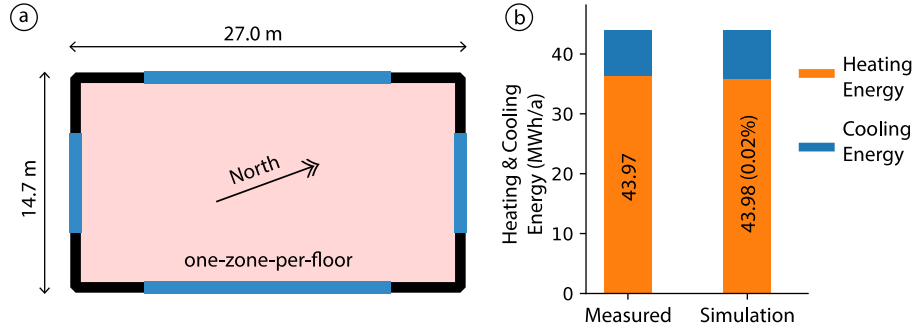 a
27.0 m
14.7 m
North
one-zone-per-floor
b
Heating & Cooling
Energy (MWh/a)
40
30
20
10
0
43.97
43.98 (0.02%)
Measured
Simulation
Heating
Energy
Cooling
Energy